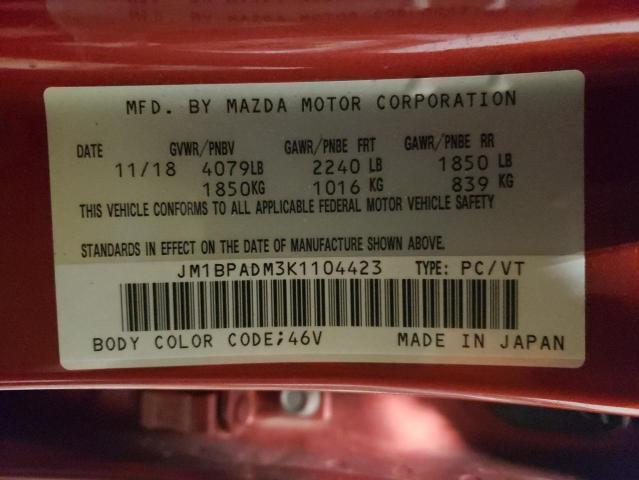 MFD. BY MAZDA MOTOR CORPORATION
DATE GVWR/PNBV GAWR/PNBE FRT GAWR/PNBE RR
11/18 4079LB 2240 LB 1850 LB
1850KG 1016 KG 839 KG
THIS VEHICLE CONFORMS TO ALL APPLICABLE FEDERAL MOTOR VEHICLE SAFETY
STANDARDS IN EFFECT ON THE DATE OF MANUFACTURE SHOWN ABOVE.
JM1BPADM3K1104423 TYPE: PC/VT
BODY COLOR CODE;46V MADE IN JAPAN